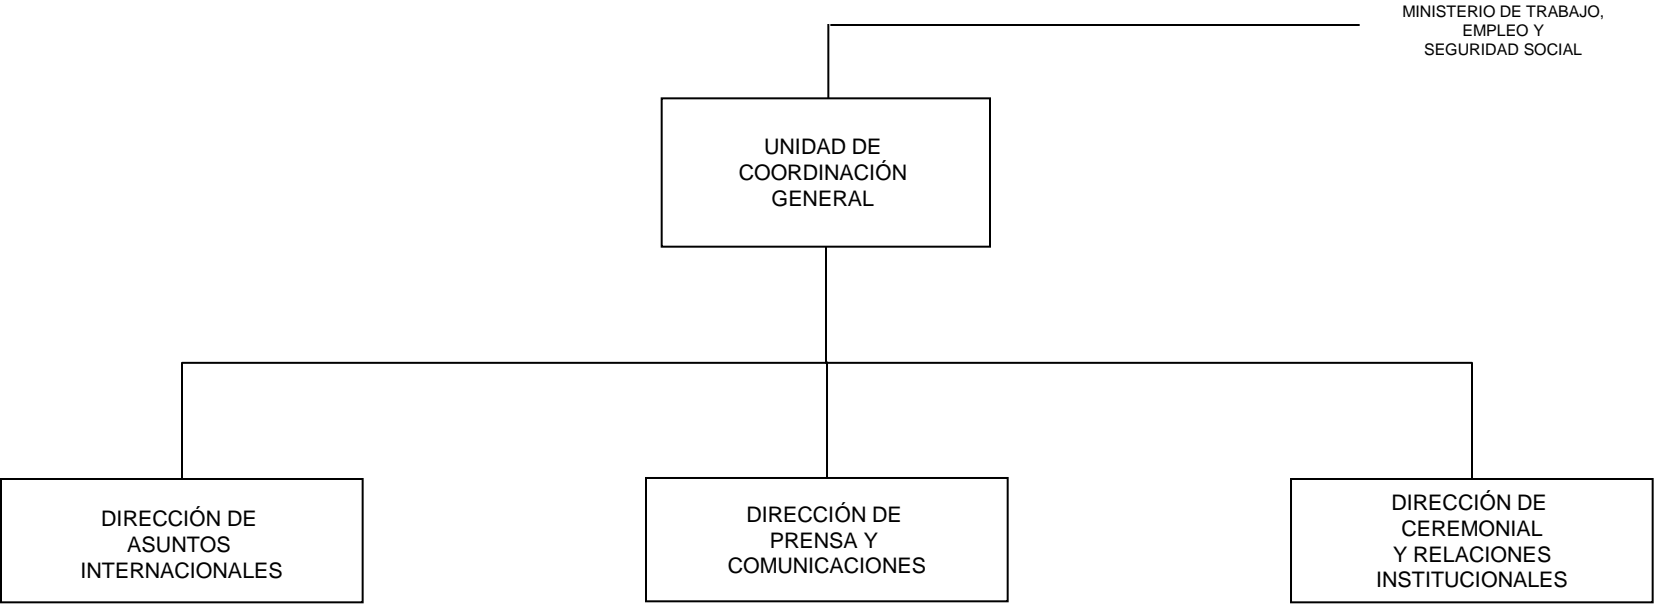 MINISTERIO DE TRABAJO,
EMPLEO Y
SEGURIDAD SOCIAL
UNIDAD DE
COORDINACIÓN
GENERAL
DIRECCIÓN DE
ASUNTOS
INTERNACIONALES
DIRECCIÓN DE
PRENSA Y
COMUNICACIONES
DIRECCIÓN DE
CEREMONIAL
Y RELACIONES
INSTITUCIONALES